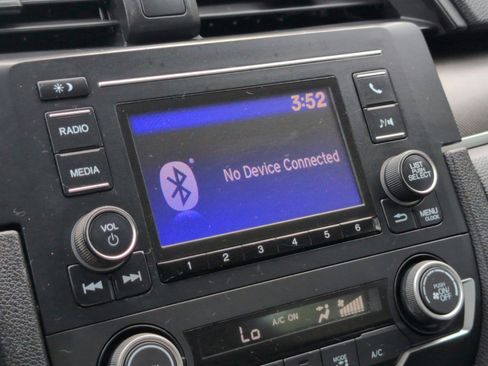 3:52
RADIO
MEDIA
No Device Connected
LIST
PUSH
SELECT
VOL
MENU
CLOCK
1 2 3 4 5 6
PUSH
ON/
OFF
A/C ON
Lo
MODE
A/C